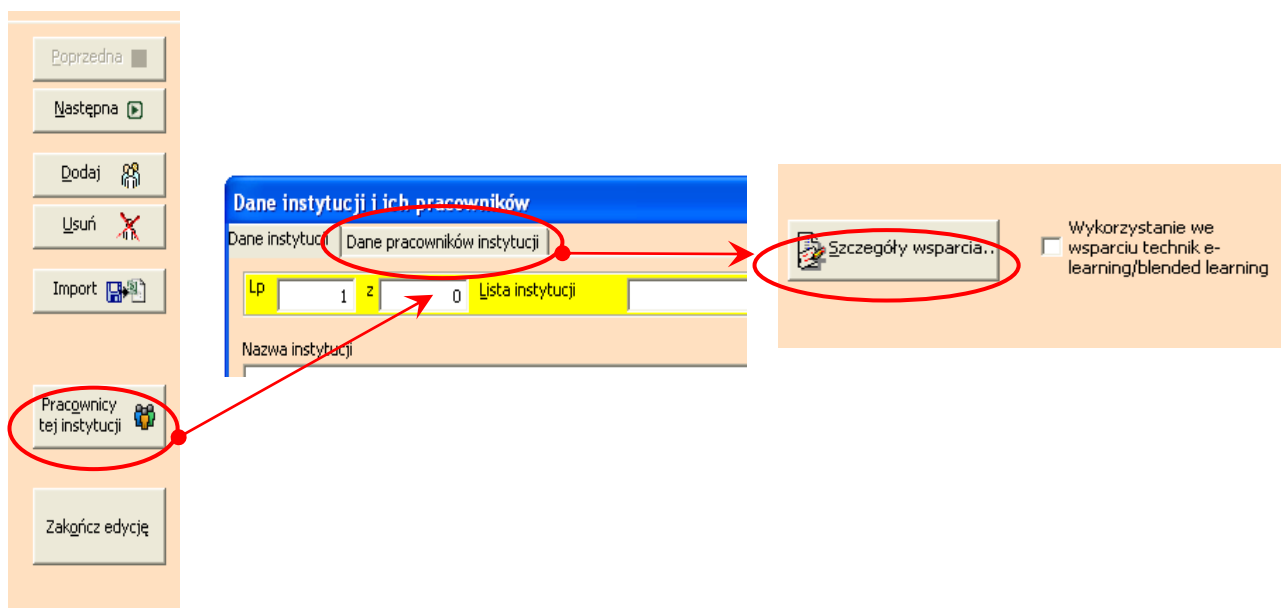 Poprzedna
Następna
Dodaj
Usuń
Import
Pracownicy
tej instytucji
Zakończ edycję
Dane instytucji i ich pracowników
Dane instytucji Dane pracowników instytucji
Lp 1 z 0 Lista instytucji
Nazwa instytucji
Szczegóły wsparcia..
Wykorzystanie we
wsparciu technik e-
learning/blended learning